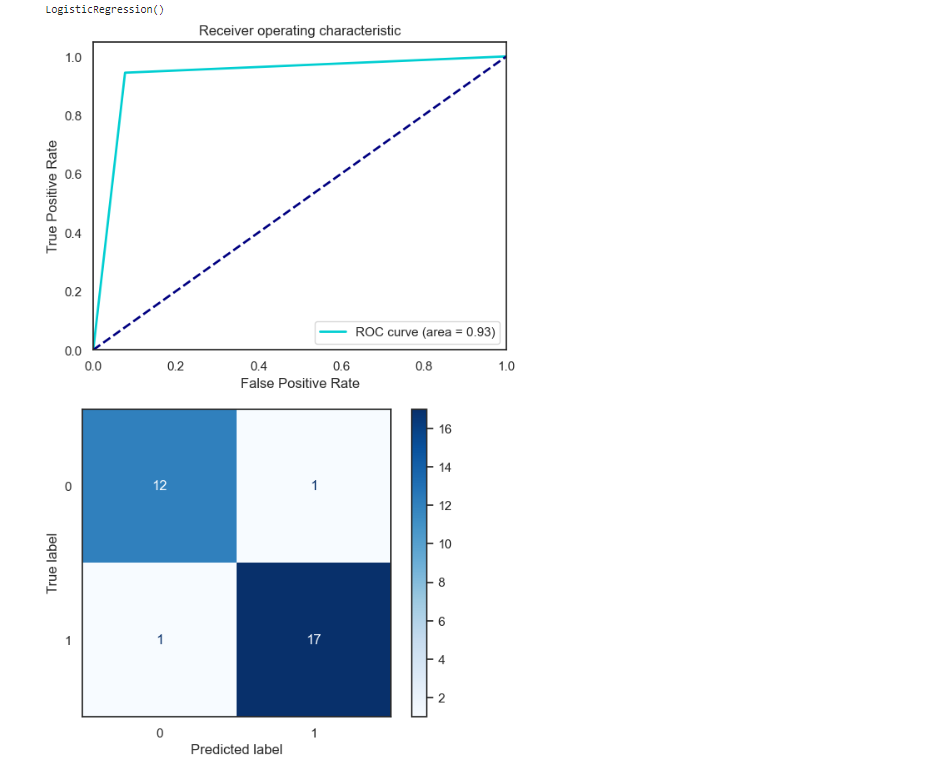 LogisticRegression()
Receiver operating characteristic
1.0
0.8
0.6
0.4
0.2
0.0
True Positive Rate
ROC curve (area = 0.93)
0.0 0.2 0.4 0.6 0.8 1.0
False Positive Rate
0
1
True label
12 1
1 17
0 1
Predicted label
16
14
12
10
8
6
4
2